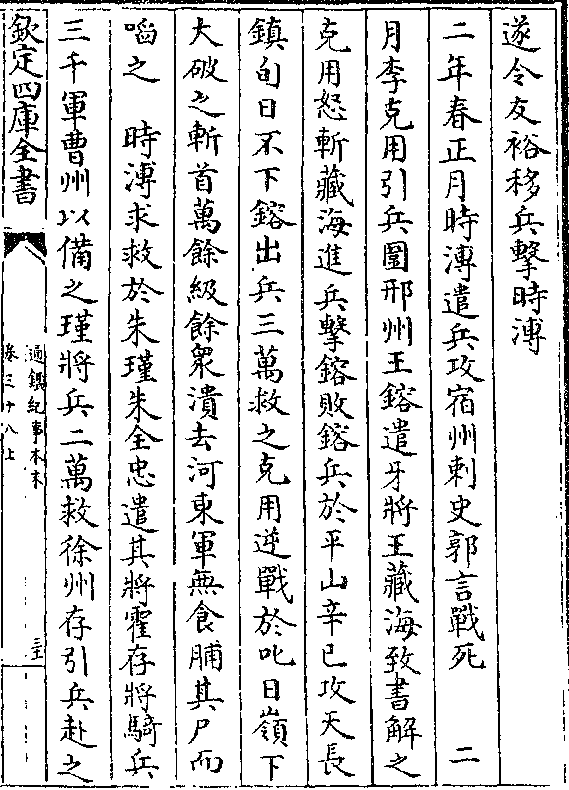 遂令友裕移兵擊時溥
二年春正月時溥遣兵攻宿州刺史郭言戰死　二
月李克用引兵圍邢州王鎔遣牙將王藏海致書解之
克用怒斬藏海進兵擊鎔敗鎔兵於平山辛巳攻天長
鎮旬日不下鎔出兵三萬救之克用逆戰於叱日嶺下
大破之斬首萬餘級餘衆潰去河東軍無食脯其尸而
啗之　時溥求救於朱瑾朱全忠遣其將霍存將騎兵
三千軍曹州以備之瑾將兵二萬救徐州存引兵赴之
欽定四庫全書
通鑑紀事本末
卷三十八上